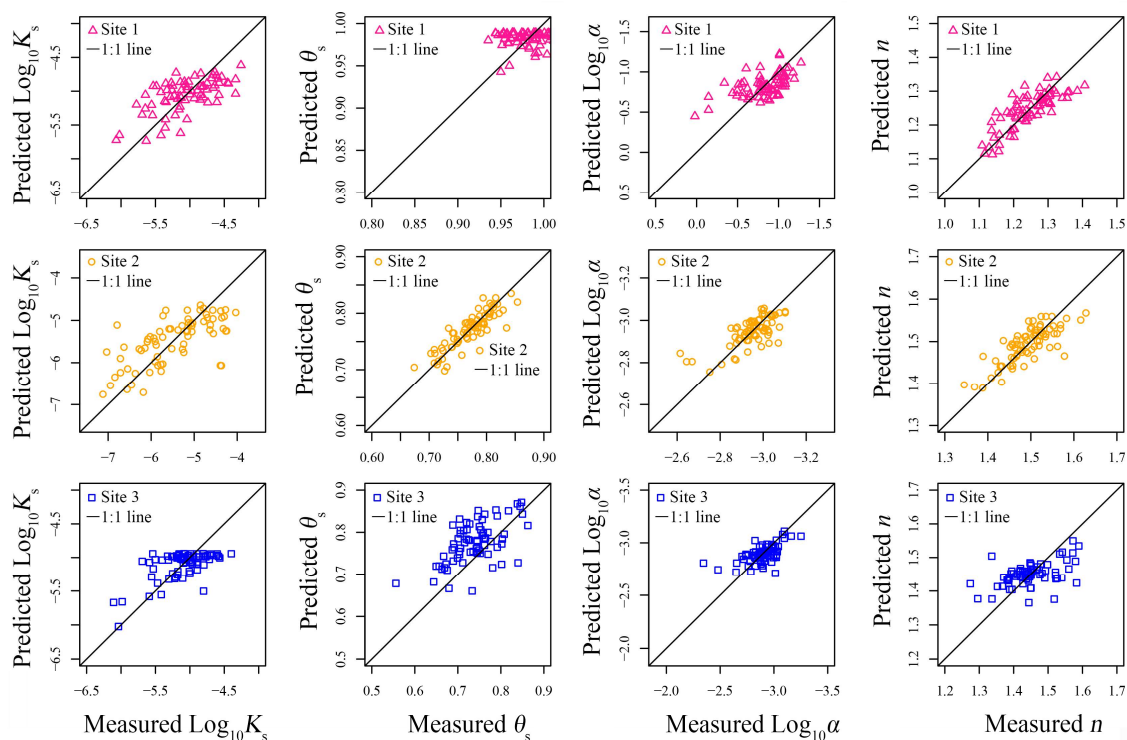 Predicted Log₁₀Kₛ
−4.5
−5.5
−6.5
Site 1
1:1 line
−6.5 −5.5 −4.5
Predicted θₛ
1.00
0.95
0.90
0.85
0.80
Site 1
1:1 line
0.80 0.85 0.90 0.95 1.00
Predicted Log₁₀α
−1.5
−1.0
−0.5
0.0
0.5
Site 1
1:1 line
0.5 0.0 −0.5 −1.0 −1.5
Predicted n
1.5
1.4
1.3
1.2
1.1
1.0
Site 1
1:1 line
1.0 1.1 1.2 1.3 1.4 1.5
Predicted Log₁₀Kₛ
−4
−5
−6
−7
Site 2
1:1 line
−7 −6 −5 −4
Predicted θₛ
0.90
0.80
0.70
0.60
Site 2
1:1 line
Site 2
1:1 line
0.60 0.70 0.80 0.90
Predicted Log₁₀α
−3.2
−3.0
−2.8
−2.6
Site 2
1:1 line
−2.6 −2.8 −3.0 −3.2
Predicted n
1.7
1.6
1.5
1.4
1.3
Site 2
1:1 line
1.3 1.4 1.5 1.6 1.7
Predicted Log₁₀Kₛ
−4.5
−5.5
−6.5
Site 3
1:1 line
−6.5 −5.5 −4.5
Measured Log₁₀Kₛ
Predicted θₛ
0.9
0.8
0.7
0.6
0.5
Site 3
1:1 line
0.5 0.6 0.7 0.8 0.9
Measured θₛ
Predicted Log₁₀α
−3.5
−3.0
−2.5
−2.0
Site 3
1:1 line
−2.0 −2.5 −3.0 −3.5
Measured Log₁₀α
Predicted n
1.7
1.6
1.5
1.4
1.3
1.2
Site 3
1:1 line
1.2 1.3 1.4 1.5 1.6 1.7
Measured n